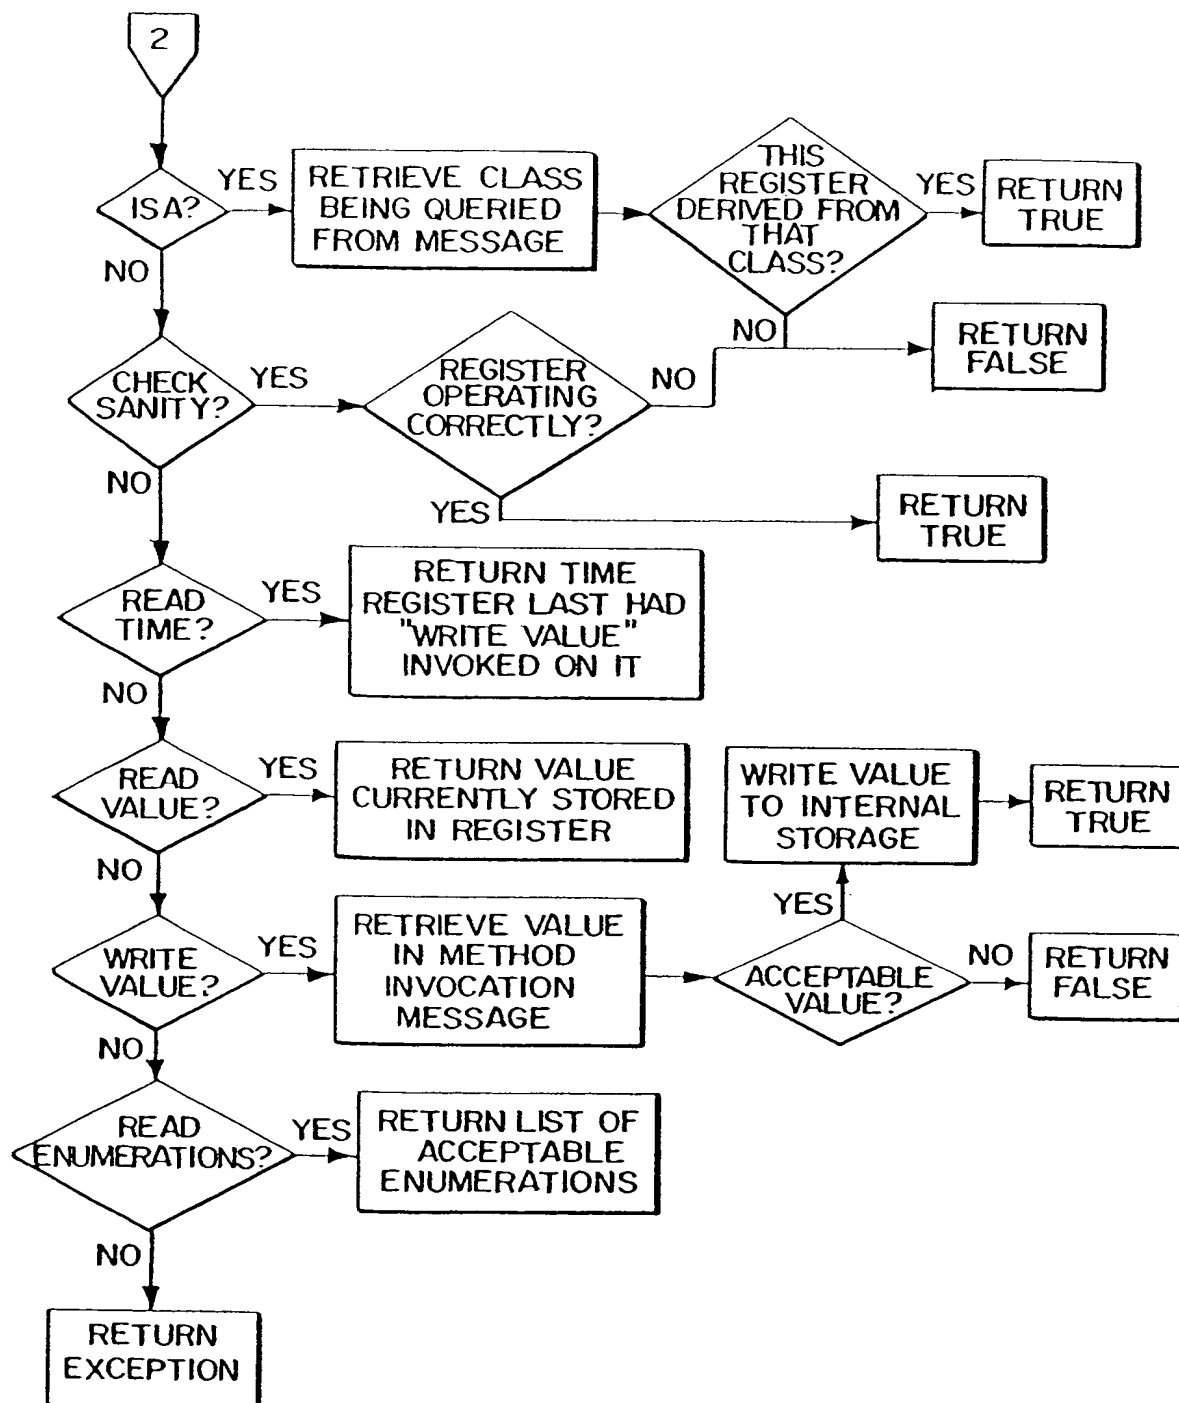 2
ISA?
YES
RETRIEVE CLASS
BEING QUERIED
FROM MESSAGE
THIS
REGISTER
DERIVED FROM
THAT
CLASS?
YES
RETURN
TRUE
NO
NO
RETURN
FALSE
CHECK
SANITY?
YES
REGISTER
OPERATING
CORRECTLY?
NO
NO
YES
RETURN
TRUE
READ
TIME?
YES
RETURN TIME
REGISTER LAST HAD
"WRITE VALUE"
INVOKED ON IT
NO
READ
VALUE?
YES
RETURN VALUE
CURRENTLY STORED
IN REGISTER
WRITE VALUE
TO INTERNAL
STORAGE
RETURN
TRUE
NO
YES
WRITE
VALUE?
YES
RETRIEVE VALUE
IN METHOD
INVOCATION
MESSAGE
ACCEPTABLE
VALUE?
NO
RETURN
FALSE
NO
READ
ENUMERATIONS?
YES
RETURN LIST OF
ACCEPTABLE
ENUMERATIONS
NO
RETURN
EXCEPTION